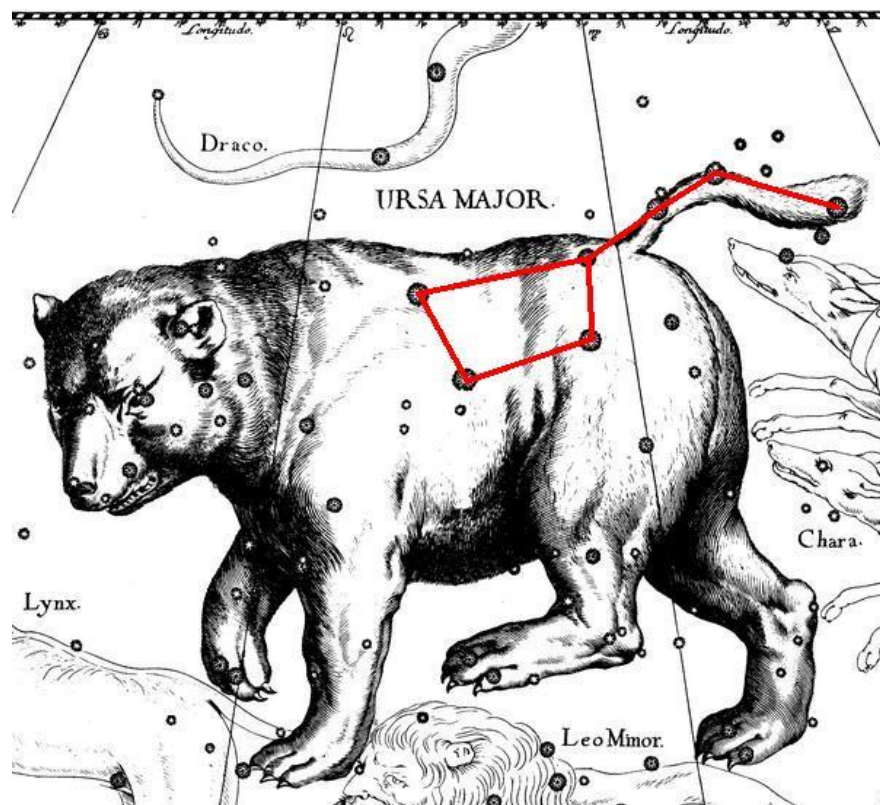 Longitudo.
Longitudo.
Draco.
URSA MAJOR.
Chara.
Lynx.
Leo Minor.